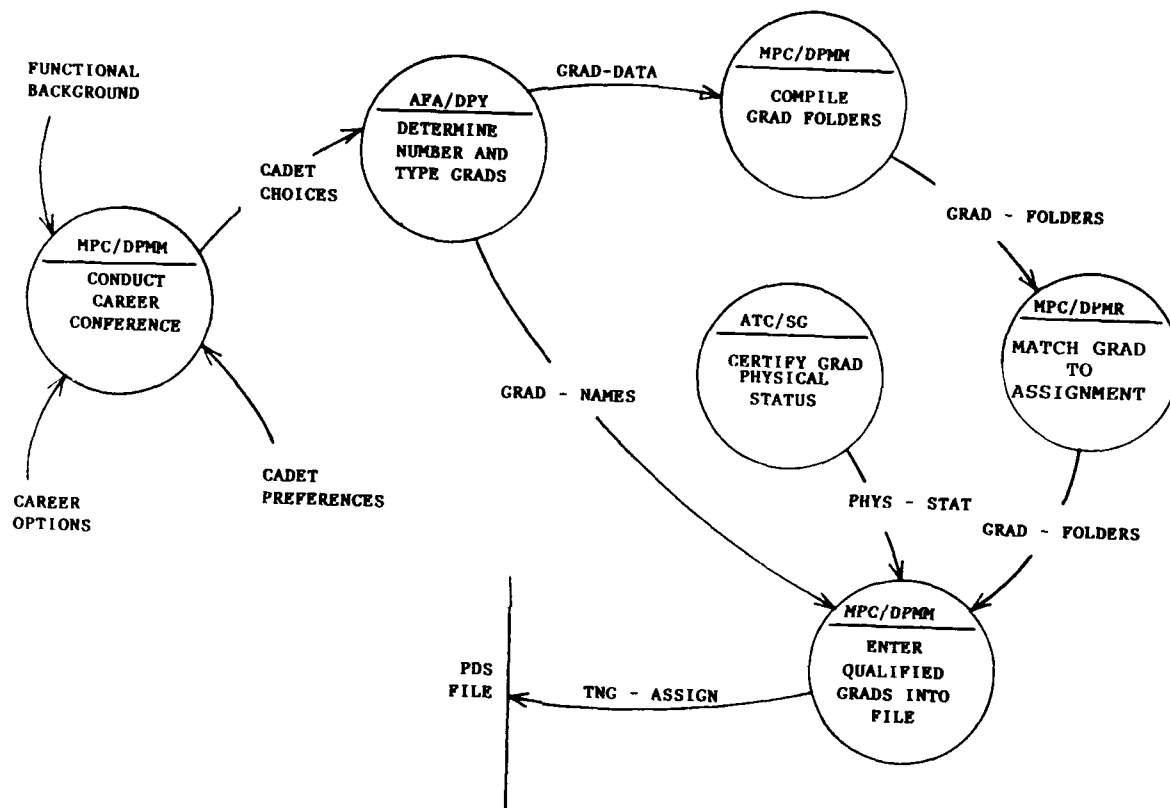 FUNCTIONAL
BACKGROUND
MPC/DPMM
CONDUCT
CAREER
CONFERENCE
CAREER
OPTIONS
CADET
PREFERENCES
CADET
CHOICES
AFA/DPY
DETERMINE
NUMBER AND
TYPE GRADS
GRAD-DATA
MPC/DPMM
COMPILE
GRAD FOLDERS
GRAD - FOLDERS
MPC/DPMR
MATCH GRAD
TO
ASSIGNMENT
GRAD - NAMES
ATC/SG
CERTIFY GRAD
PHYSICAL
STATUS
PHYS - STAT
GRAD - FOLDERS
MPC/DPMM
ENTER
QUALIFIED
GRADS INTO
FILE
TNG - ASSIGN
PDS
FILE